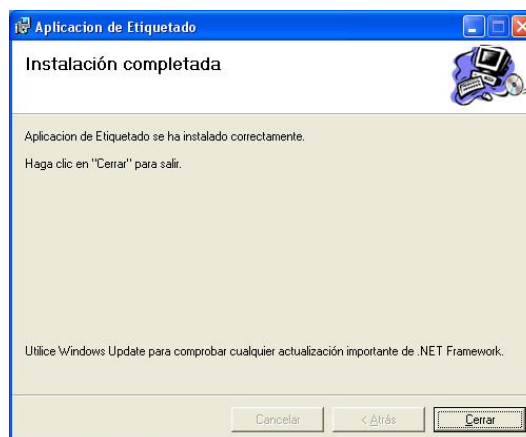 Aplicacion de Etiquetado
Instalación completada
Aplicacion de Etiquetado se ha instalado correctamente.
Haga clic en "Cerrar" para salir.
Utilice Windows Update para comprobar cualquier actualización importante de .NET Framework.
Cancelar
< Atrás
Cerrar